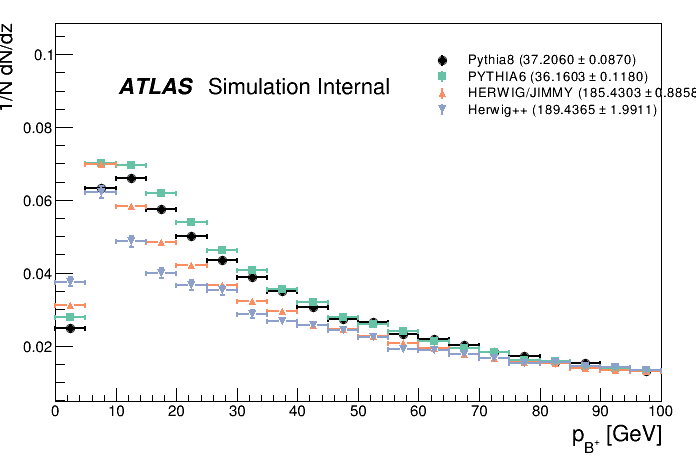 1/N dN/dz
ATLAS Simulation Internal
Pythia8 (37.2060 ± 0.0870)
PYTHIA6 (36.1603 ± 0.1180)
HERWIG/JIMMY (185.4303 ± 0.8858
Herwig++ (189.4365 ± 1.9911)
0.1
0.08
0.06
0.04
0.02
0 10 20 30 40 50 60 70 80 90 100
p_B⁺ [GeV]